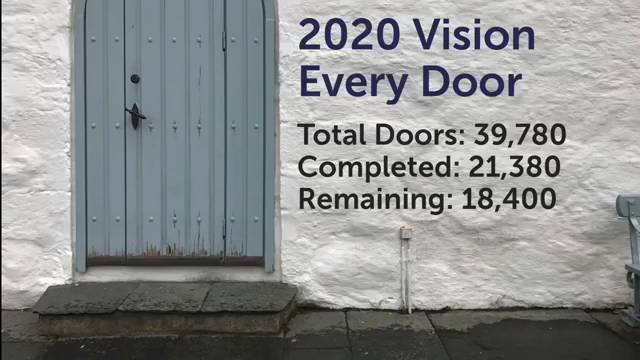 2020 Vision
Every Door
Total Doors: 39,780
Completed: 21,380
Remaining: 18,400